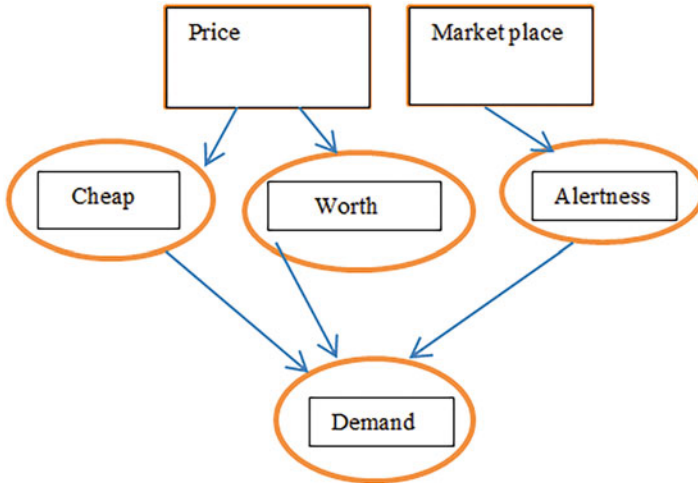 Price
Market place
Cheap
Worth
Alertness
Demand